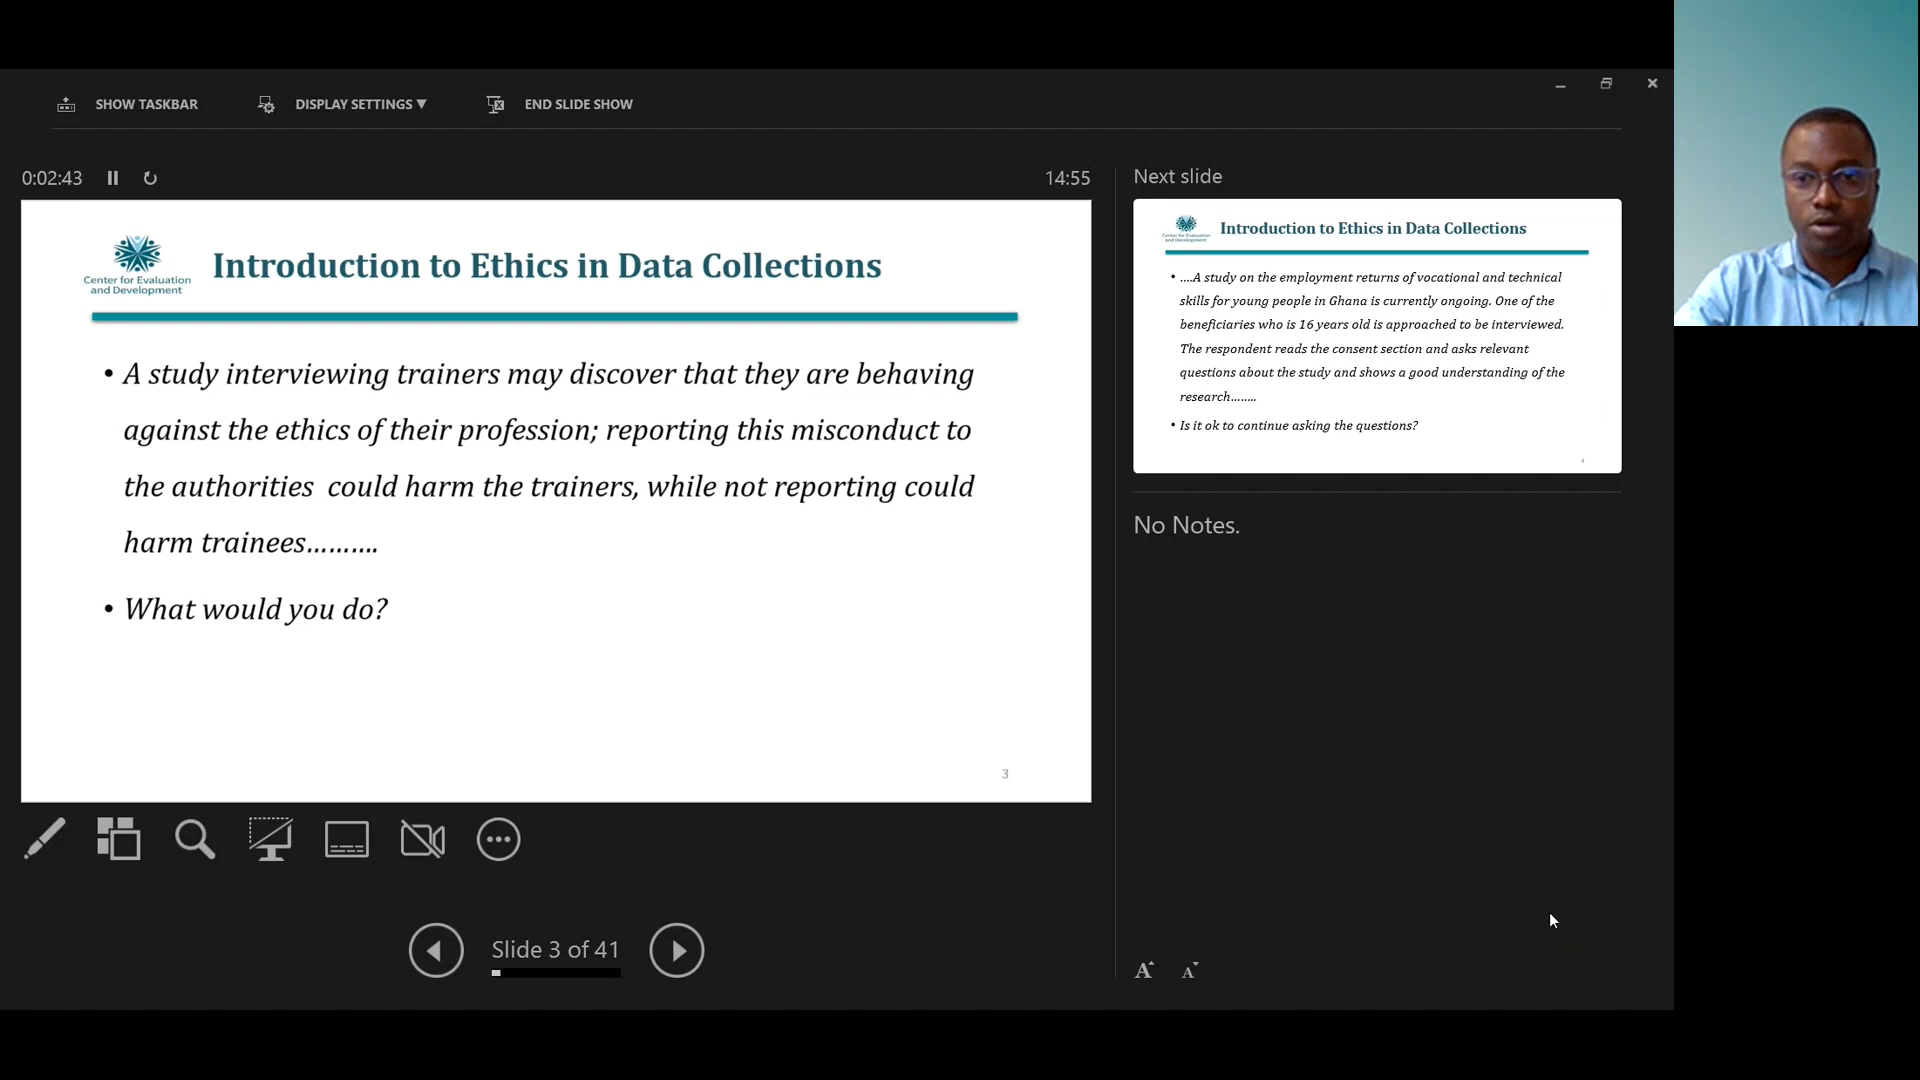 SHOW TASKBAR
DISPLAY SETTINGS ▼
END SLIDE SHOW
0:02:43
14:55
Center for Evaluation
and Development
Introduction to Ethics in Data Collections
• A study interviewing trainers may discover that they are behaving
against the ethics of their profession; reporting this misconduct to
the authorities could harm the trainers, while not reporting could
harm trainees……….
• What would you do?
3
Slide 3 of 41
Next slide
Center for Evaluation
and Development
Introduction to Ethics in Data Collections
• ….A study on the employment returns of vocational and technical
skills for young people in Ghana is currently ongoing. One of the
beneficiaries who is 16 years old is approached to be interviewed.
The respondent reads the consent section and asks relevant
questions about the study and shows a good understanding of the
research……..
• Is it ok to continue asking the questions?
4
No Notes.
A A